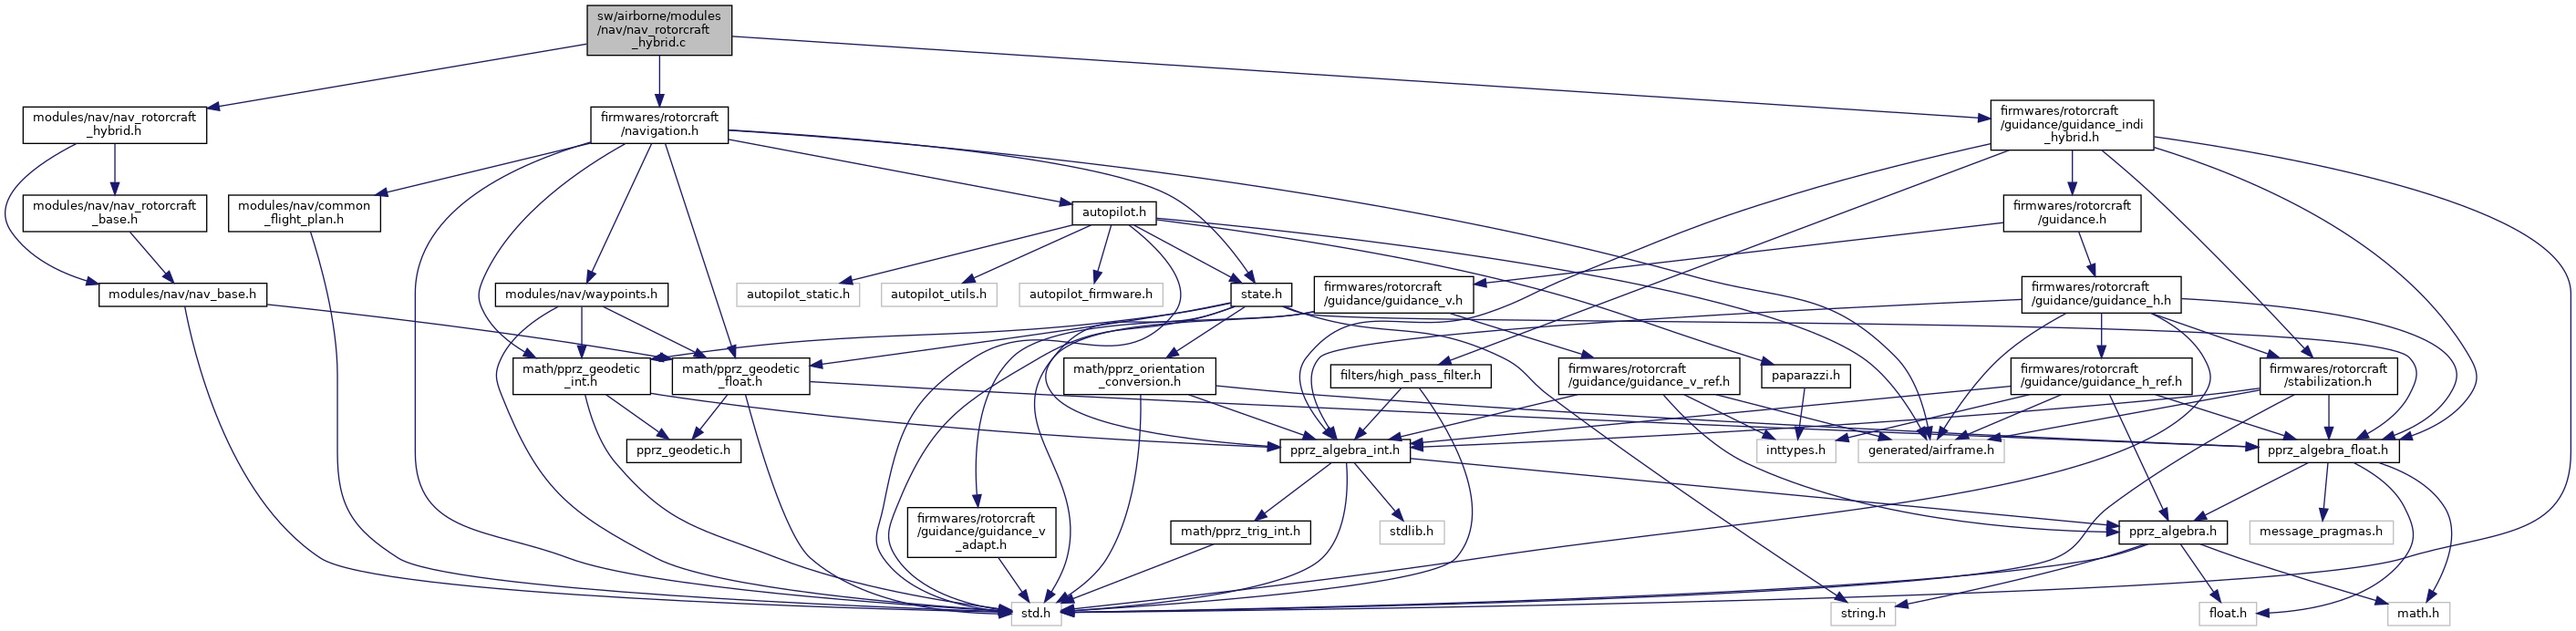 sw/airborne/modules
/nav/nav_rotorcraft
_hybrid.c
modules/nav/nav_rotorcraft
_hybrid.h
firmwares/rotorcraft
/navigation.h
firmwares/rotorcraft
/guidance/guidance_indi
_hybrid.h
modules/nav/nav_rotorcraft
_base.h
modules/nav/common
_flight_plan.h
autopilot.h
firmwares/rotorcraft
/guidance.h
modules/nav/nav_base.h
modules/nav/waypoints.h
autopilot_static.h
autopilot_utils.h
autopilot_firmware.h
state.h
firmwares/rotorcraft
/guidance/guidance_v.h
firmwares/rotorcraft
/guidance/guidance_h.h
math/pprz_geodetic
_int.h
math/pprz_geodetic
_float.h
math/pprz_orientation
_conversion.h
filters/high_pass_filter.h
firmwares/rotorcraft
/guidance/guidance_v_ref.h
paparazzi.h
firmwares/rotorcraft
/guidance/guidance_h_ref.h
firmwares/rotorcraft
/stabilization.h
pprz_geodetic.h
pprz_algebra_int.h
inttypes.h
generated/airframe.h
pprz_algebra_float.h
firmwares/rotorcraft
/guidance/guidance_v
_adapt.h
math/pprz_trig_int.h
stdlib.h
pprz_algebra.h
message_pragmas.h
std.h
string.h
float.h
math.h